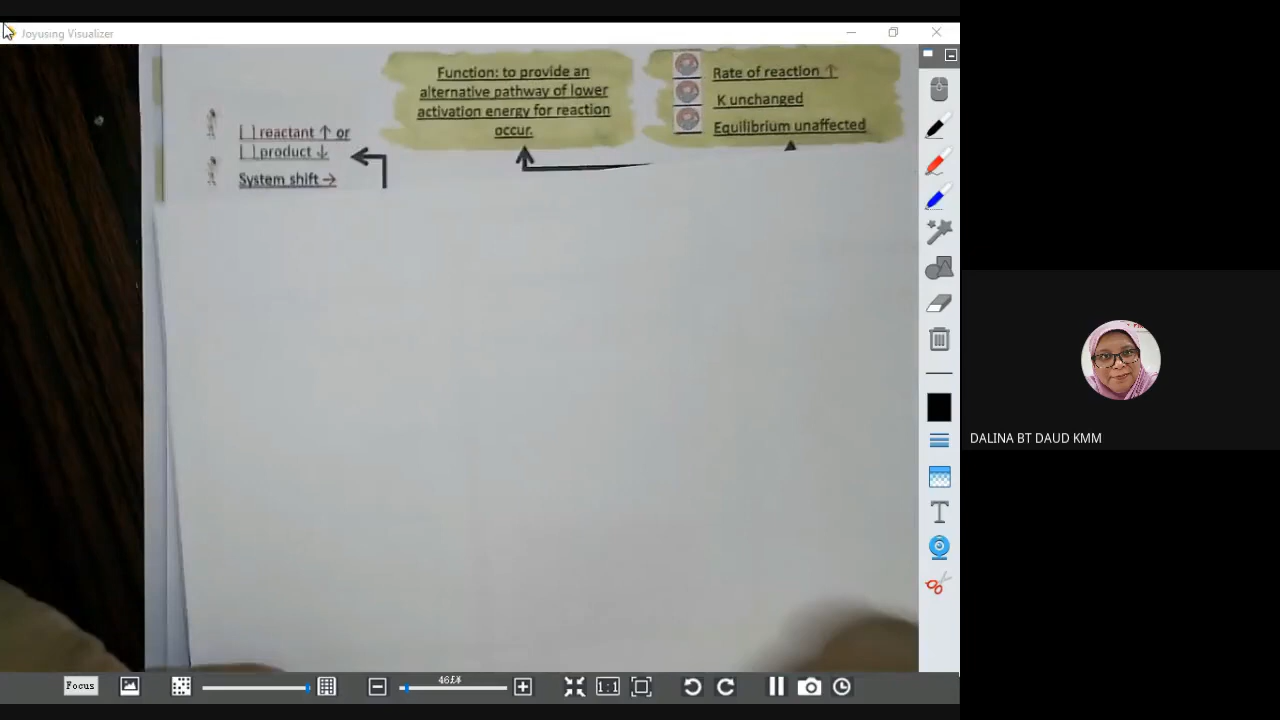 Joyusing Visualizer
Function: to provide an
alternative pathway of lower
activation energy for reaction
occur.
Rate of reaction ↑
K unchanged
Equilibrium unaffected
[ ] reactant ↑ or
[ ] product ↓
System shift →
DALINA BT DAUD KMM
T
Focus
46£¥
1:1